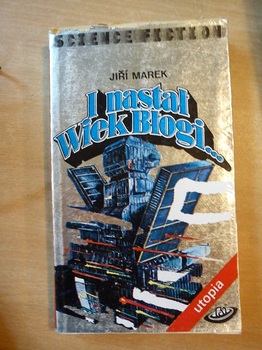 SCIENCE FICTION
JIŘÍ MAREK
I nastał
Wiek Błogi...
utopia